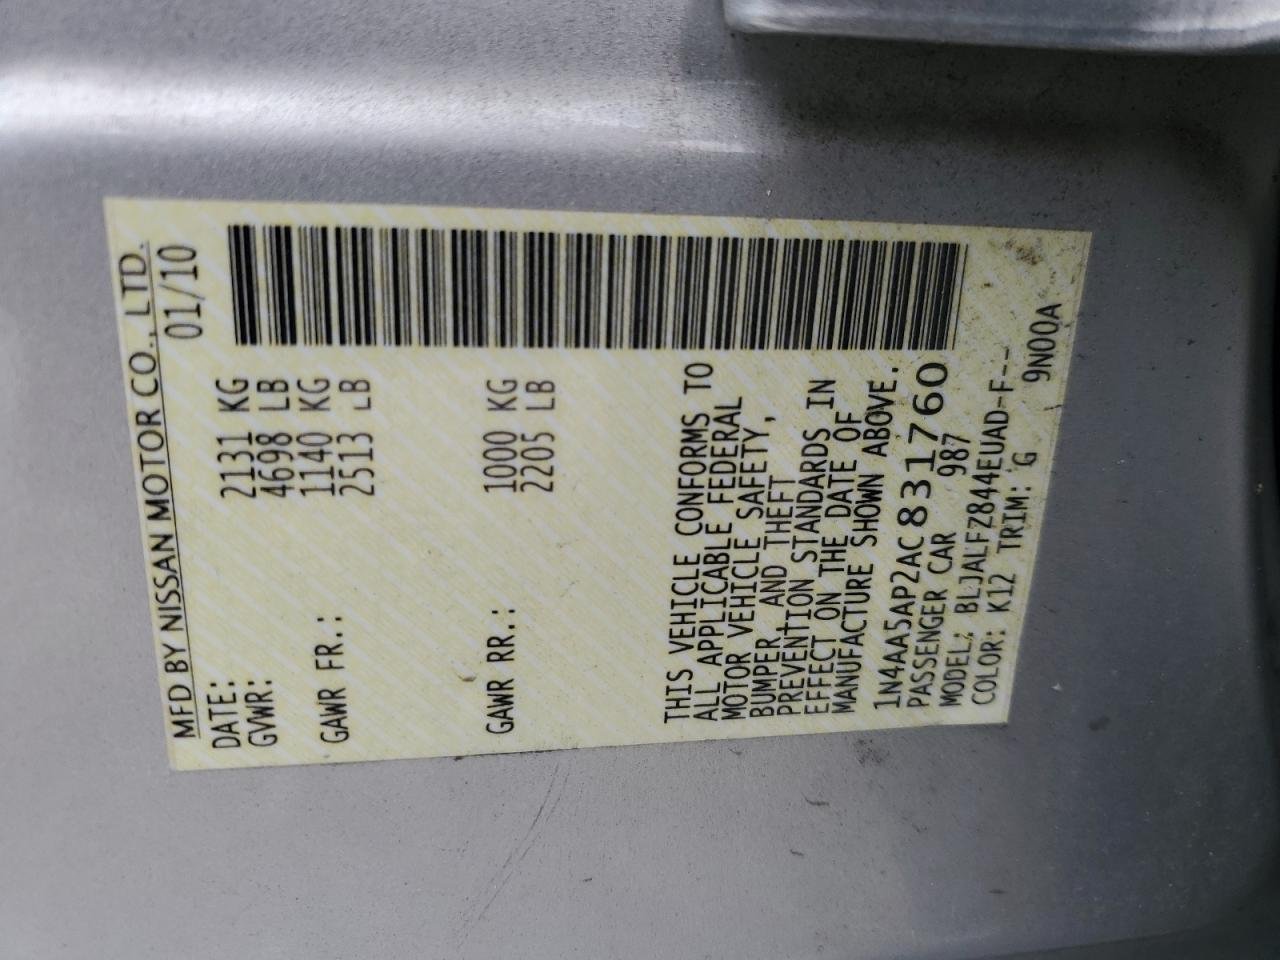 MFD BY NISSAN MOTOR CO., LTD.
DATE: 01/10
GVWR: 2131 KG
4698 LB
GAWR FR.: 1140 KG
2513 LB
GAWR RR.: 1000 KG
2205 LB
THIS VEHICLE CONFORMS TO
ALL APPLICABLE FEDERAL
MOTOR VEHICLE SAFETY,
BUMPER, AND THEFT
PREVENTION STANDARDS IN
EFFECT ON THE DATE OF
MANUFACTURE SHOWN ABOVE.
1N4AA5AP2AC831760
PASSENGER CAR 987
MODEL: BLJALFZ844EUAD-F--
COLOR: K12 TRIM: G
9N00A